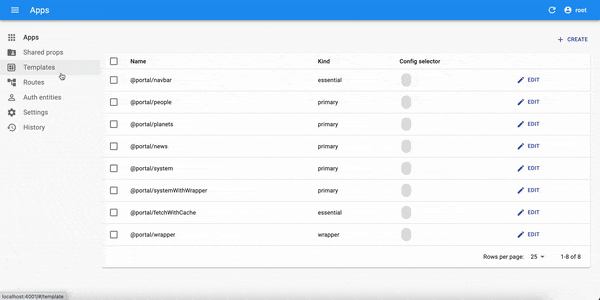 Apps
root
Apps
Shared props
Templates
Routes
Auth entities
Settings
History
CREATE
Name Kind Config selector
@portal/navbar essential EDIT
@portal/people primary EDIT
@portal/planets primary EDIT
@portal/news primary EDIT
@portal/system primary EDIT
@portal/systemWithWrapper primary EDIT
@portal/fetchWithCache essential EDIT
@portal/wrapper wrapper EDIT
Rows per page: 25 1-8 of 8
localhost:4001/#/template